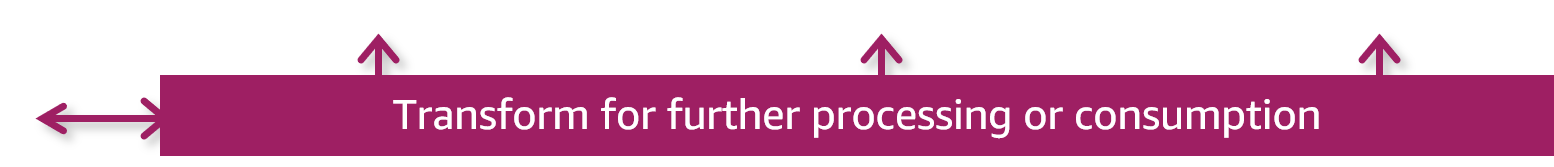 Transform for further processing or consumption